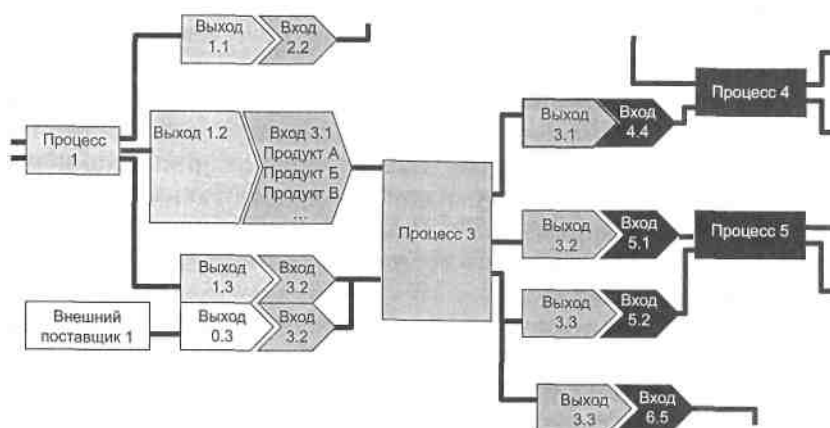 Выход
1.1
Вход
2.2
Процесс
1
Выход 1.2
Вход 3.1
Продукт А
Продукт Б
Продукт В
...
Выход
1.3
Вход
3.2
Внешний
поставщик 1
Выход
0.3
Вход
3.2
Процесс 3
Выход
3.1
Вход
4.4
Процесс 4
Выход
3.2
Вход
5.1
Процесс 5
Выход
3.3
Вход
5.2
Выход
3.3
Вход
6.5